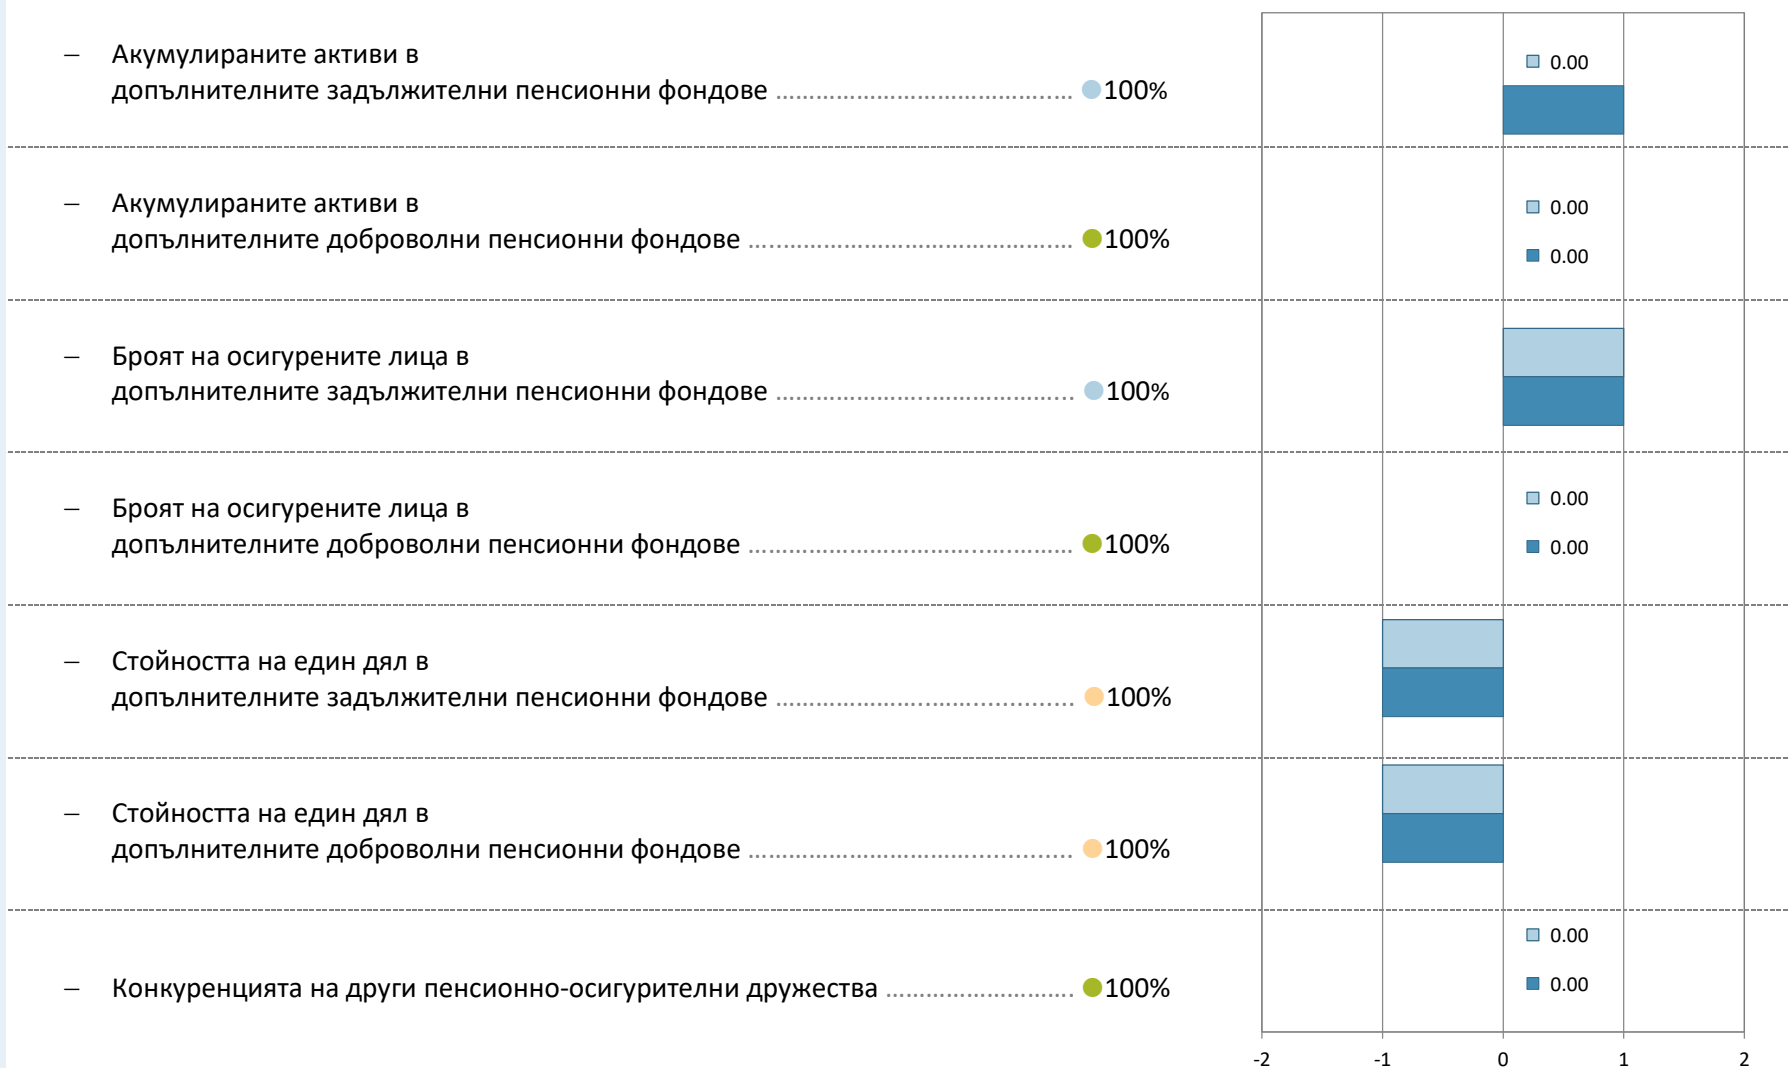 – Акумулираните активи в
допълнителните задължителни пенсионни фондове ............................................ 100%
0.00
– Акумулираните активи в
допълнителните доброволни пенсионни фондове ................................................ 100%
0.00
0.00
– Броят на осигурените лица в
допълнителните задължителни пенсионни фондове ............................................ 100%
– Броят на осигурените лица в
допълнителните доброволни пенсионни фондове ................................................ 100%
0.00
0.00
– Стойността на един дял в
допълнителните задължителни пенсионни фондове ............................................ 100%
– Стойността на един дял в
допълнителните доброволни пенсионни фондове ................................................ 100%
– Конкуренцията на други пенсионно-осигурителни дружества ............................ 100%
0.00
0.00
-2 -1 0 1 2